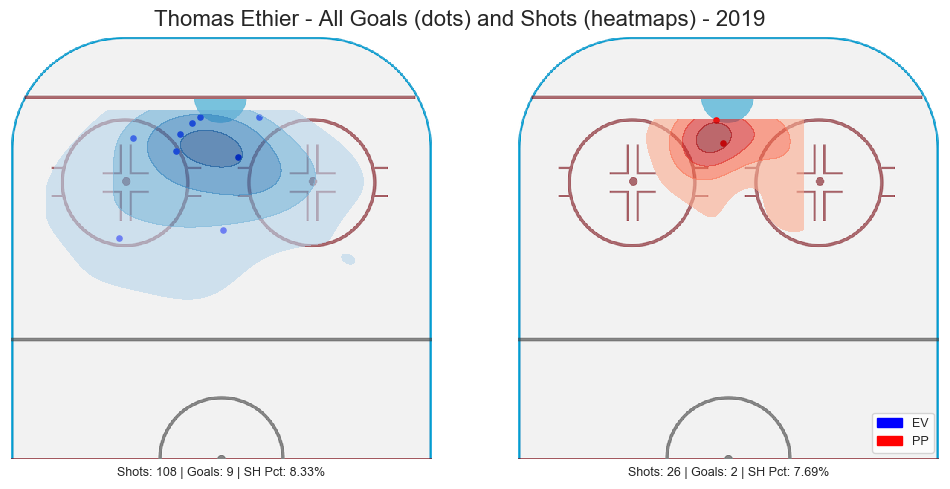 Thomas Ethier - All Goals (dots) and Shots (heatmaps) - 2019
EV
PP
Shots: 108 | Goals: 9 | SH Pct: 8.33%
Shots: 26 | Goals: 2 | SH Pct: 7.69%